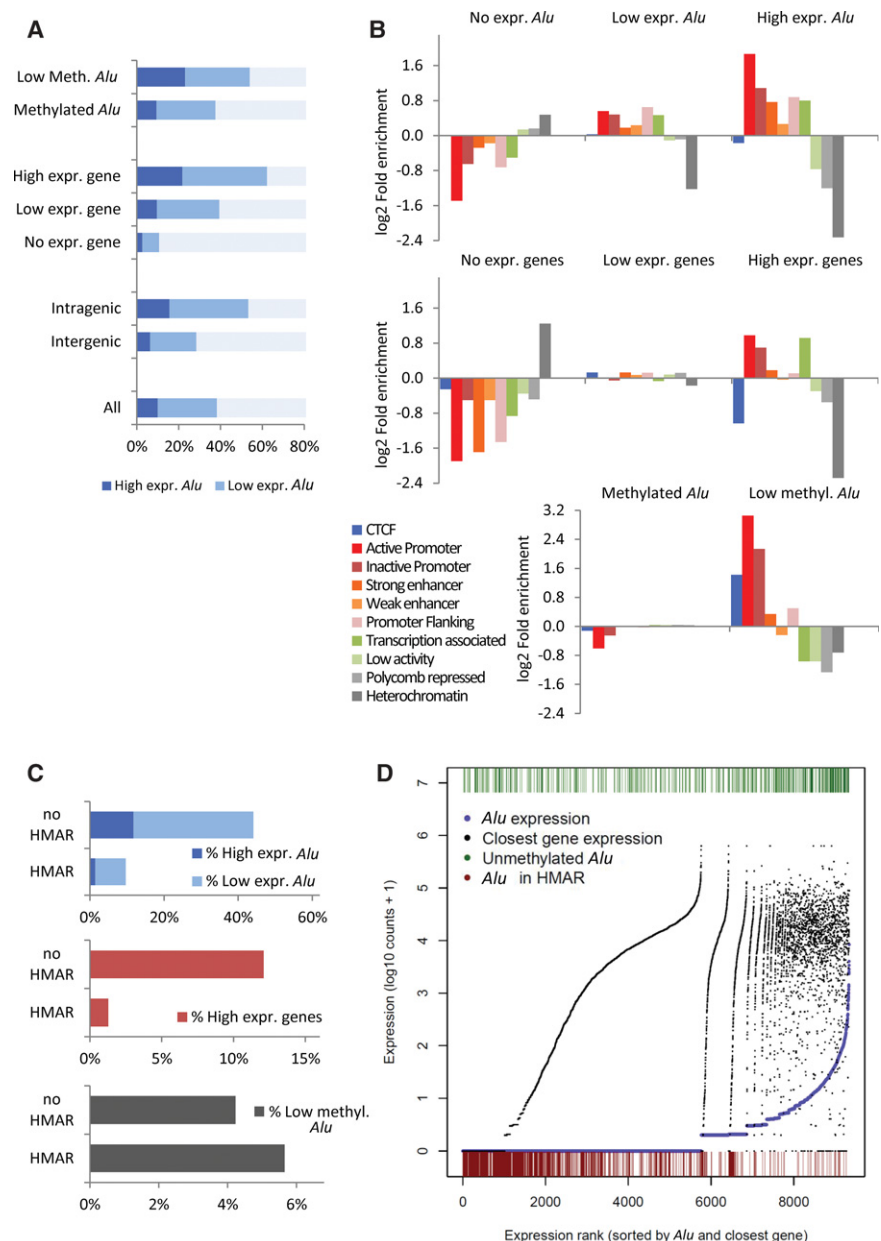 A
Low Meth. Alu
Methylated Alu
High expr. gene
Low expr. gene
No expr. gene
Intragenic
Intergenic
All
0% 20% 40% 60% 80%
High expr. Alu Low expr. Alu
B
No expr. Alu Low expr. Alu High expr. Alu
log2 Fold enrichment
1.6
0.8
0.0
-0.8
-1.6
-2.4
No expr. genes Low expr. genes High expr. genes
log2 Fold enrichment
1.6
0.8
0.0
-0.8
-1.6
-2.4
Methylated Alu Low methyl. Alu
log2 Fold enrichment
3.2
2.4
1.6
0.8
0.0
-0.8
-1.6
-2.4
CTCF
Active Promoter
Inactive Promoter
Strong enhancer
Weak enhancer
Promoter Flanking
Transcription associated
Low activity
Polycomb repressed
Heterochromatin
C
no
HMAR
HMAR
% High expr. Alu
% Low expr. Alu
0% 20% 40% 60%
no
HMAR
HMAR
% High expr. genes
0% 5% 10% 15%
no
HMAR
HMAR
% Low methyl.
Alu
0% 2% 4% 6%
D
Expression (log10 counts + 1)
7
6
5
4
3
2
1
0
Alu expression
Closest gene expression
Unmethylated Alu
Alu in HMAR
0 2000 4000 6000 8000
Expression rank (sorted by Alu and closest gene)